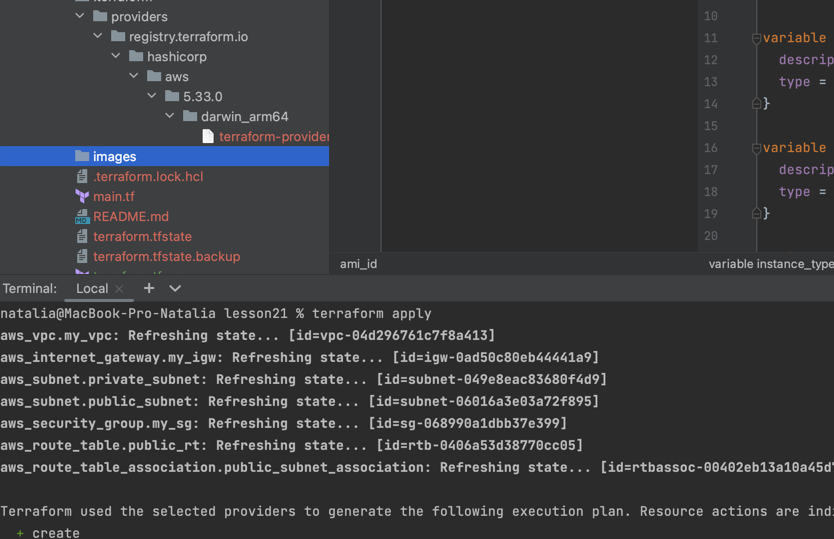 providers
registry.terraform.io
hashicorp
aws
5.33.0
darwin_arm64
terraform-provider
images
.terraform.lock.hcl
main.tf
README.md
terraform.tfstate
terraform.tfstate.backup
10
11 variable
12 descrip
13 type =
14 }
15
16 variable
17 descrip
18 type =
19 }
20
ami_id
variable instance_type
Terminal: Local × +
natalia@MacBook-Pro-Natalia lesson21 % terraform apply
aws_vpc.my_vpc: Refreshing state... [id=vpc-04d296761c7f8a413]
aws_internet_gateway.my_igw: Refreshing state... [id=igw-0ad50c80eb44441a9]
aws_subnet.private_subnet: Refreshing state... [id=subnet-049e8eac83680f4d9]
aws_subnet.public_subnet: Refreshing state... [id=subnet-06016a3e03a72f895]
aws_security_group.my_sg: Refreshing state... [id=sg-068990a1dbb37e399]
aws_route_table.public_rt: Refreshing state... [id=rtb-0406a53d38770cc05]
aws_route_table_association.public_subnet_association: Refreshing state... [id=rtbassoc-00402eb13a10a45d
Terraform used the selected providers to generate the following execution plan. Resource actions are indi
+ create